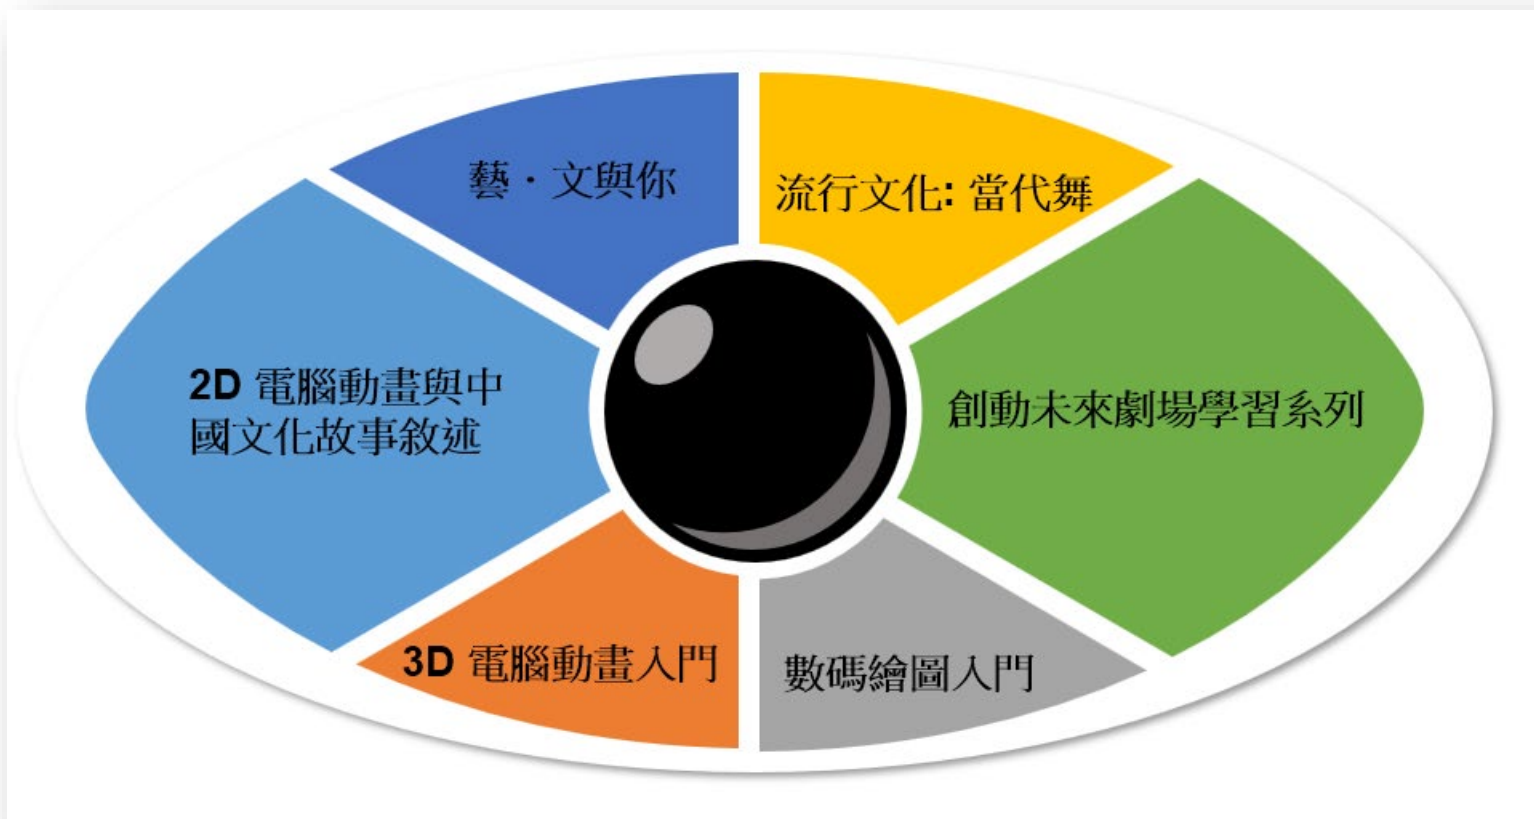 藝．文與你
流行文化: 當代舞
2D 電腦動畫與中
國文化故事敘述
創動未來劇場學習系列
3D 電腦動畫入門
數碼繪圖入門